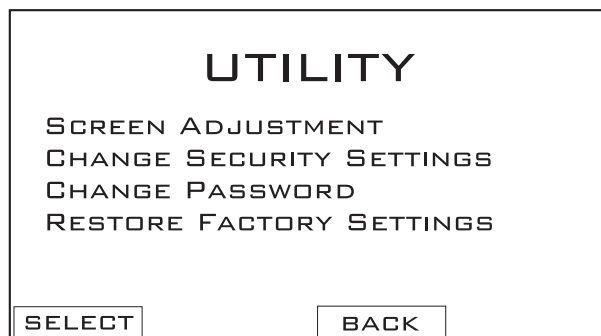 UTILITY
SCREEN ADJUSTMENT
CHANGE SECURITY SETTINGS
CHANGE PASSWORD
RESTORE FACTORY SETTINGS
SELECT BACK